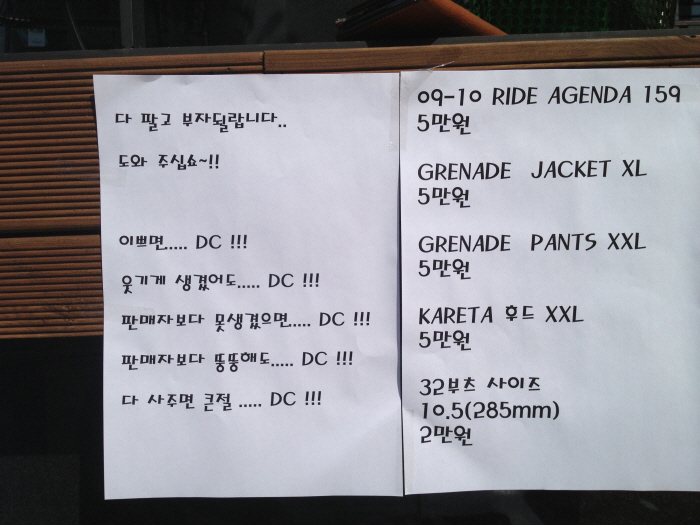 다 팔고 부자될랍니다..
도와 주십쇼~!!
이쁘면..... DC !!!
웃기게 생겼어도..... DC !!!
판매자보다 못생겼으면..... DC !!!
판매자보다 뚱뚱해도..... DC !!!
다 사주면 큰절 ..... DC !!!
09-10 RIDE AGENDA 159
5만원
GRENADE JACKET XL
5만원
GRENADE PANTS XXL
5만원
KARETA 후드 XXL
5만원
32부츠 사이즈
10.5(285mm)
2만원